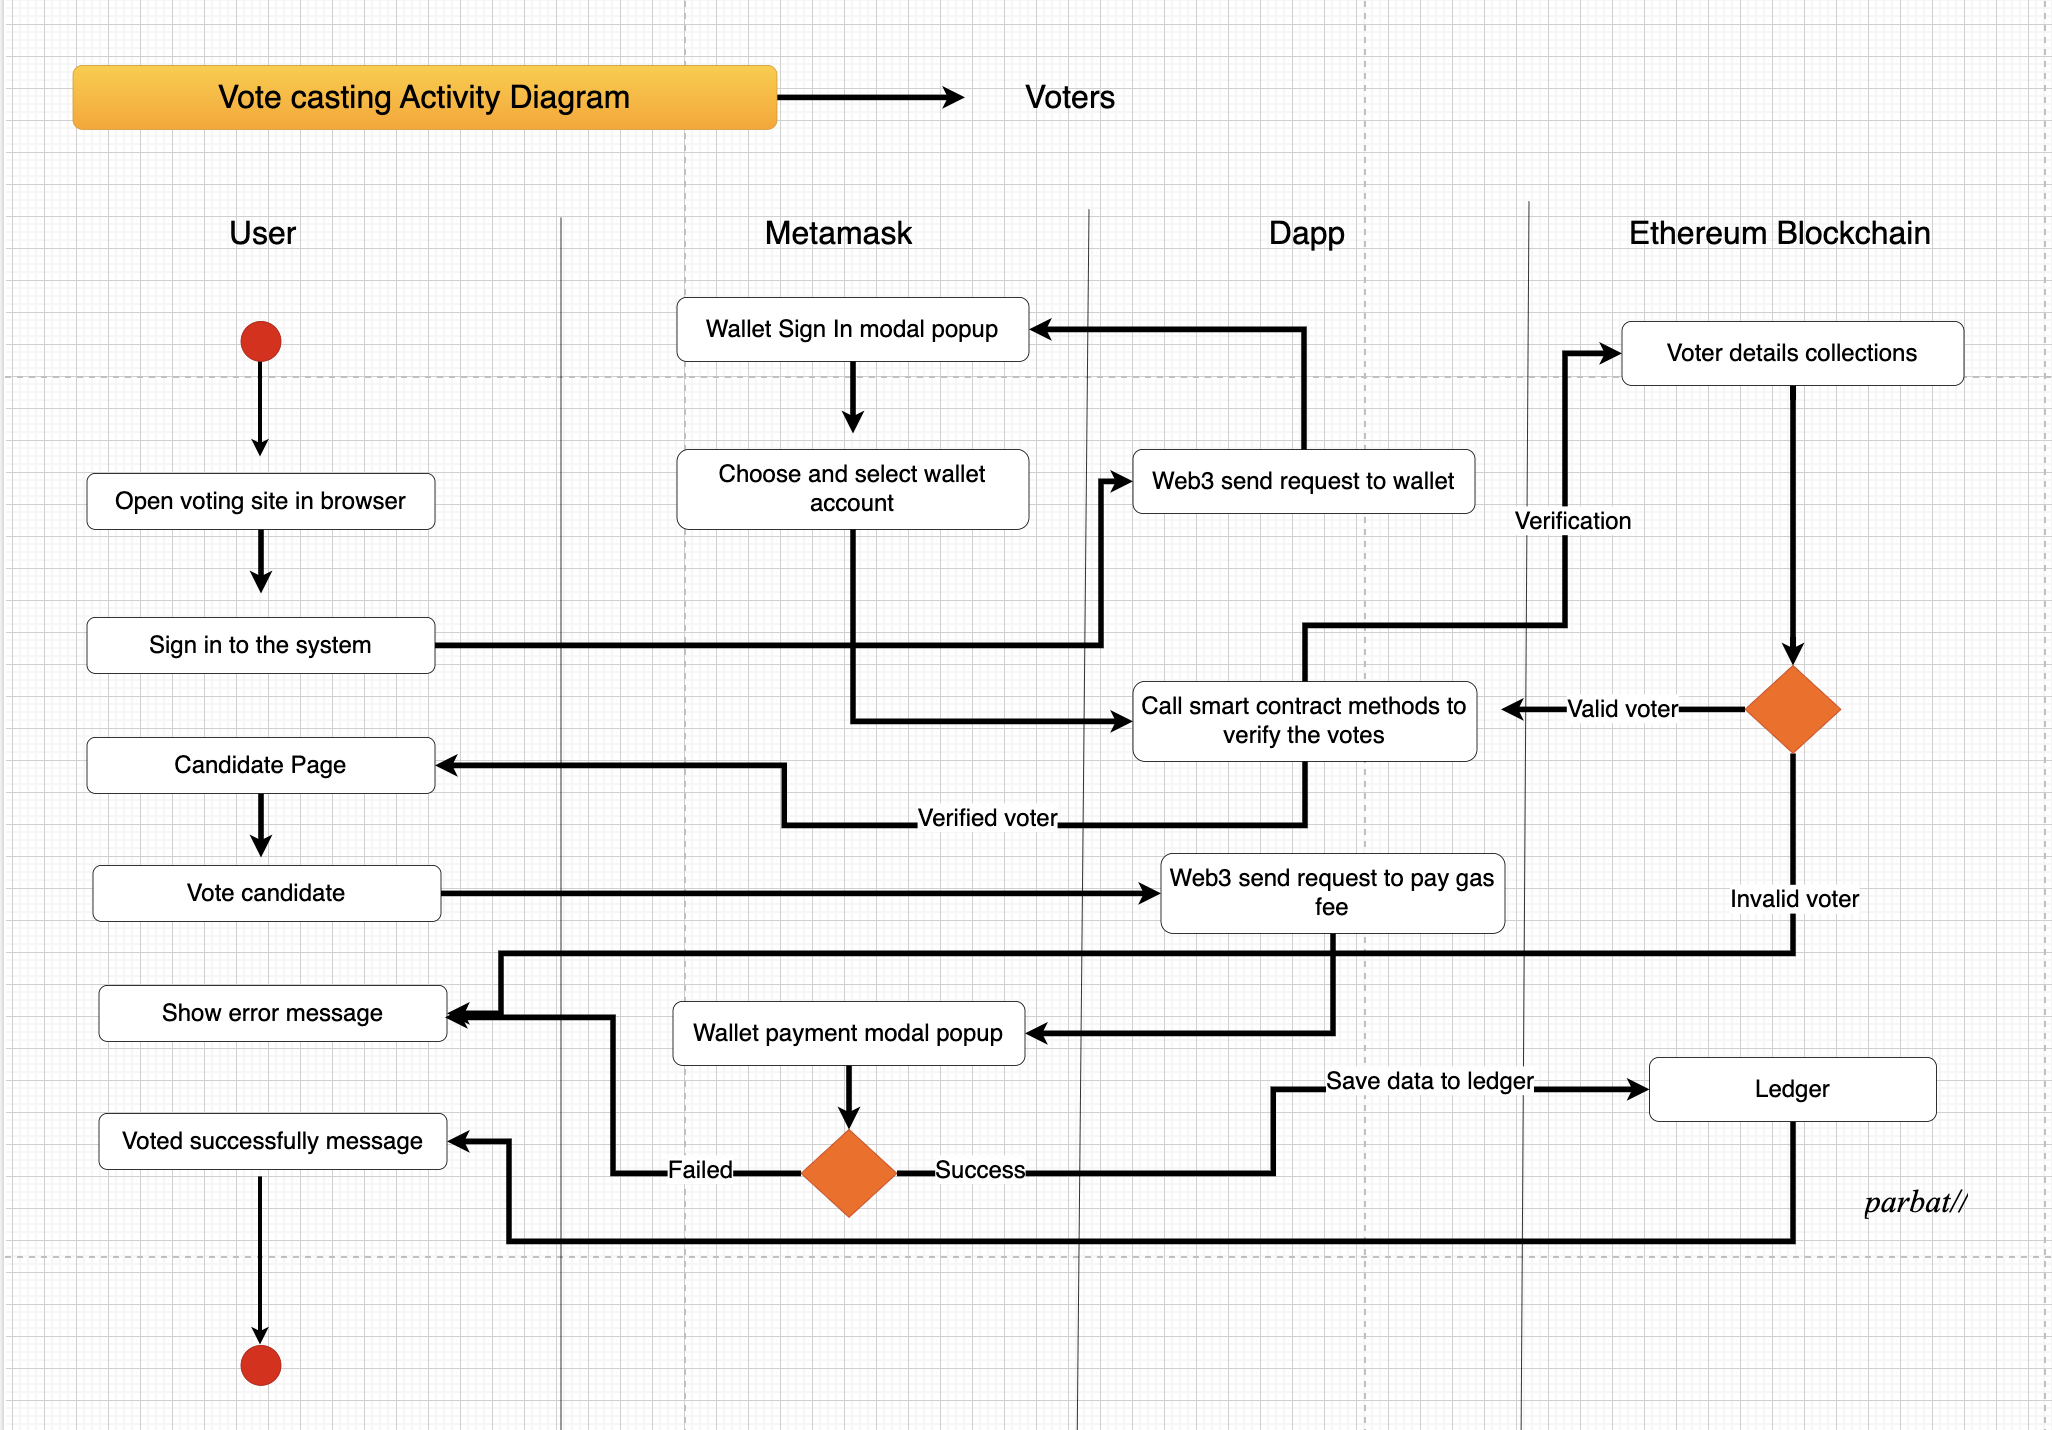 Vote casting Activity Diagram
Voters
User
Metamask
Dapp
Ethereum Blockchain
Wallet Sign In modal popup
Voter details collections
Choose and select wallet
account
Web3 send request to wallet
Open voting site in browser
Verification
Sign in to the system
Call smart contract methods to
verify the votes
Valid voter
Candidate Page
Verified voter
Vote candidate
Web3 send request to pay gas
fee
Invalid voter
Show error message
Wallet payment modal popup
Save data to ledger
Ledger
Voted successfully message
Failed
Success
parbat//